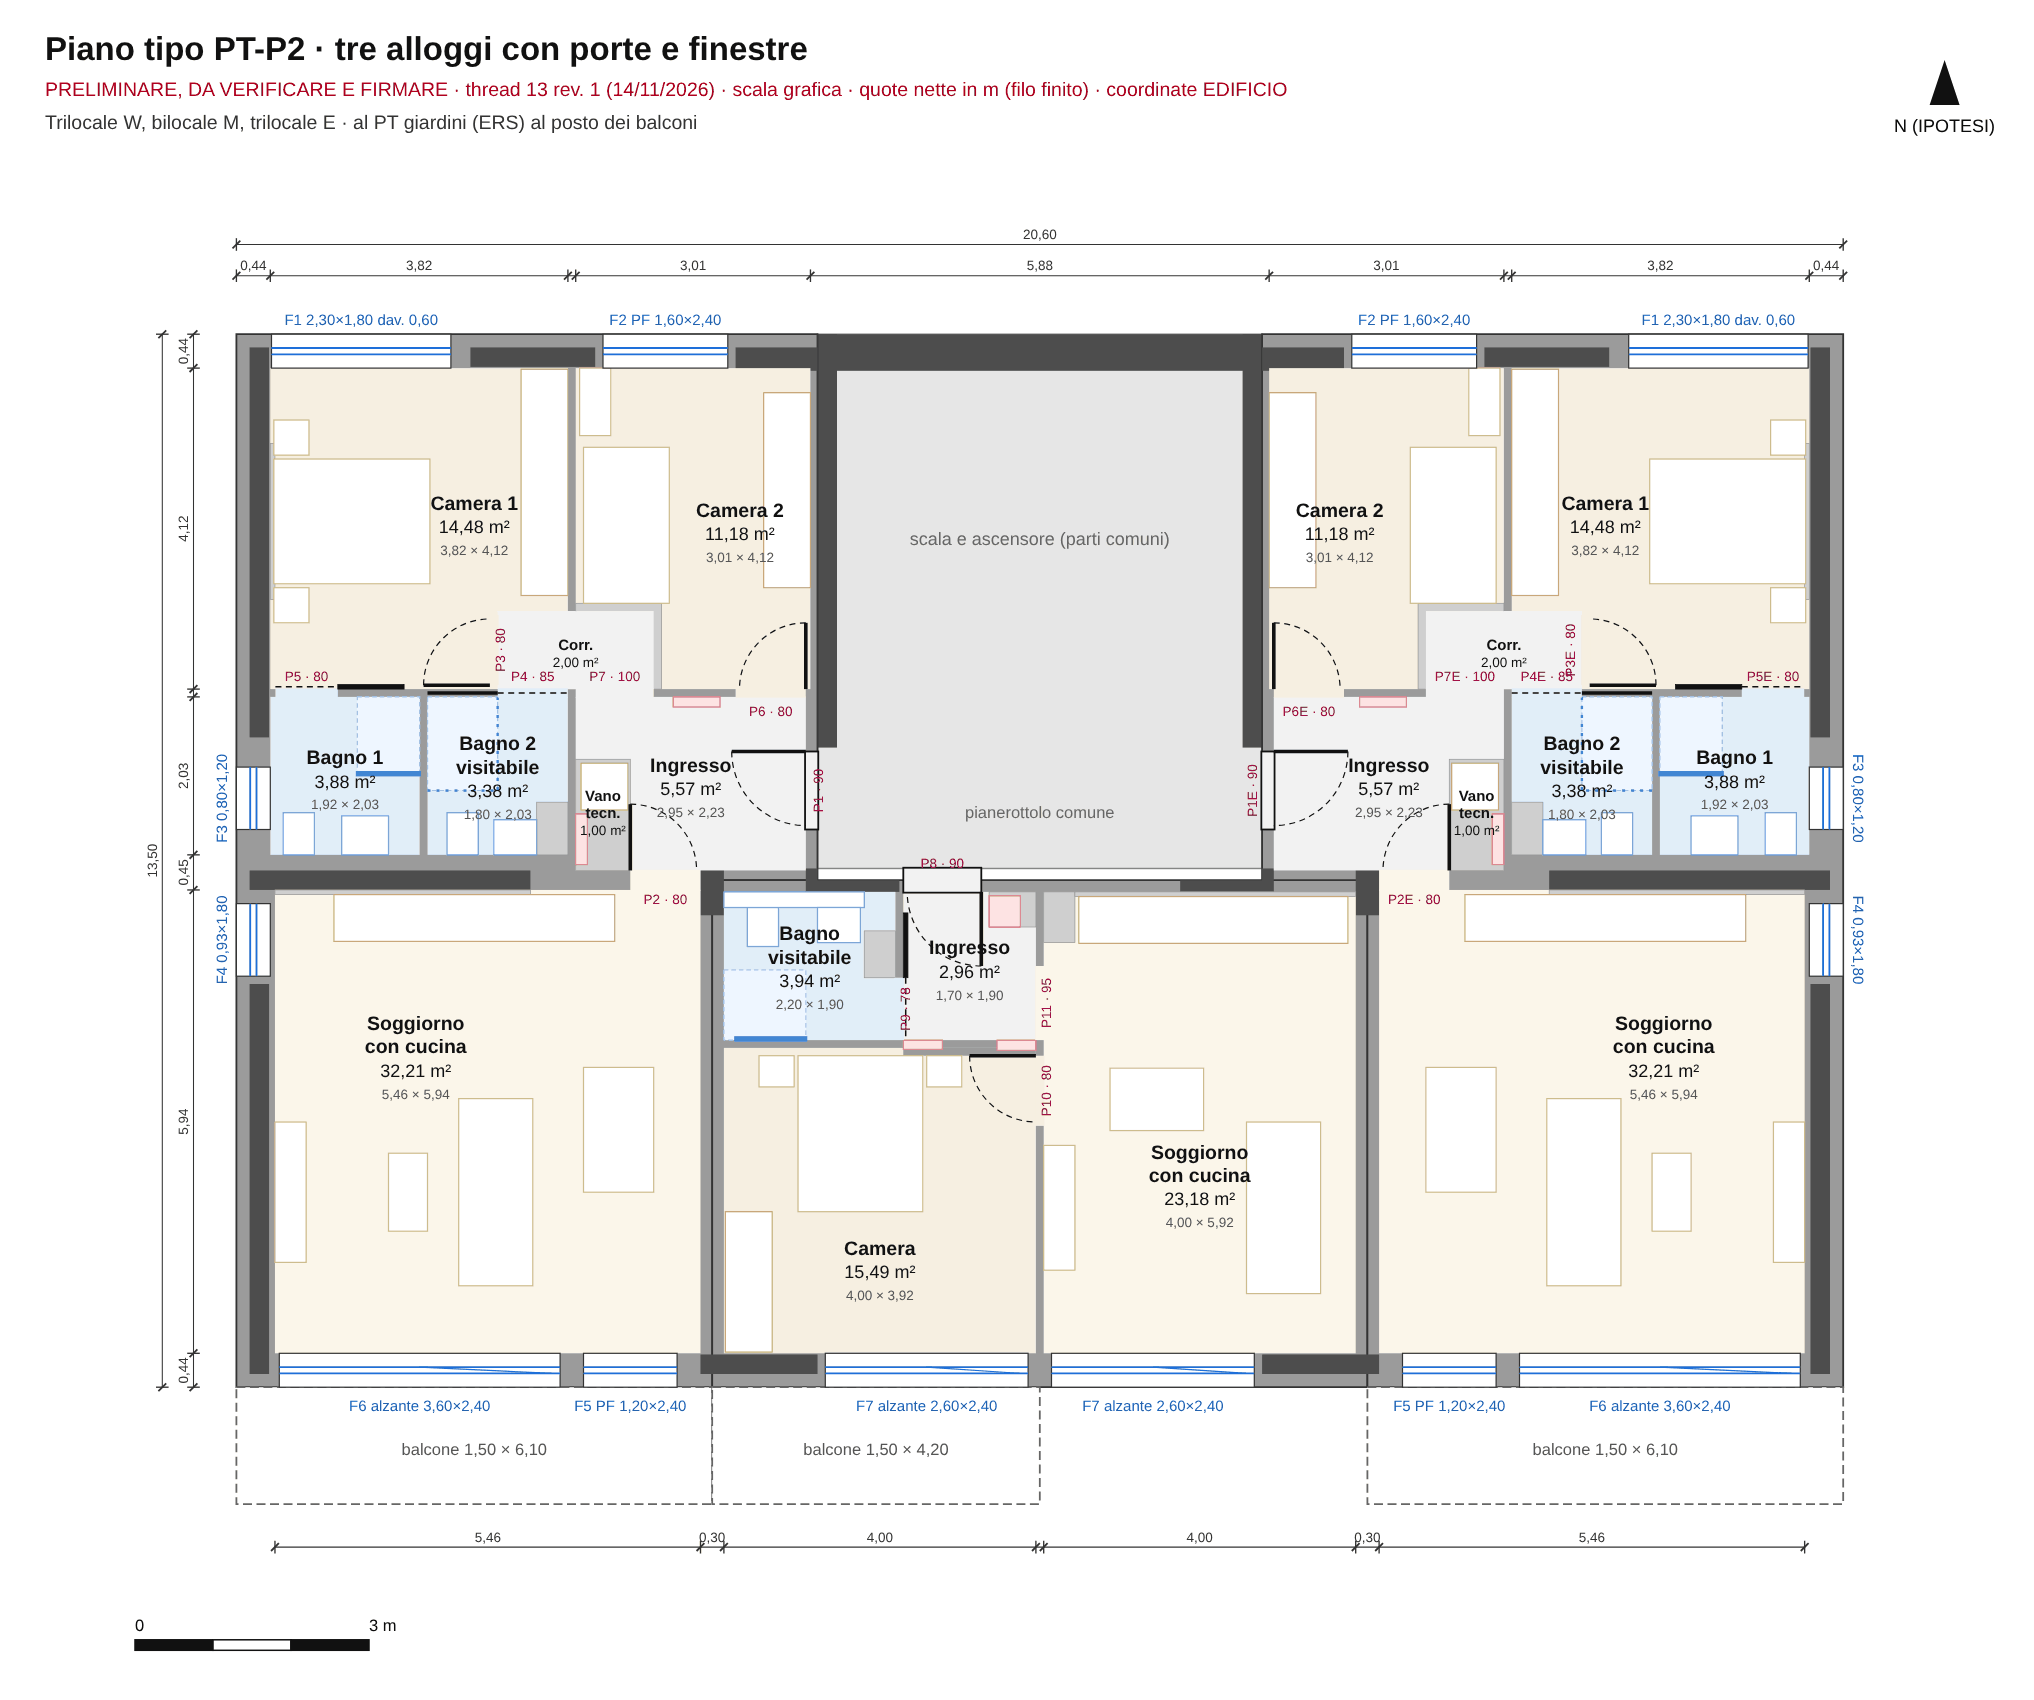 Piano tipo PT-P2 · tre alloggi con porte e finestre
PRELIMINARE, DA VERIFICARE E FIRMARE · thread 13 rev. 1 (14/11/2026) · scala grafica · quote nette in m (filo finito) · coordinate EDIFICIO
Trilocale W, bilocale M, trilocale E · al PT giardini (ERS) al posto dei balconi
N (IPOTESI)
20,60
0,44
3,82
3,01
5,88
3,01
3,82
0,44
F1 2,30×1,80 dav. 0,60
F2 PF 1,60×2,40
F2 PF 1,60×2,40
F1 2,30×1,80 dav. 0,60
13,50
0,44
4,12
2,03
0,45
5,94
0,44
Camera 1
14,48 m²
3,82 × 4,12
Camera 2
11,18 m²
3,01 × 4,12
scala e ascensore (parti comuni)
Camera 2
11,18 m²
3,01 × 4,12
Camera 1
14,48 m²
3,82 × 4,12
Corr.
2,00 m²
P3 · 80
P5 · 80
P4 · 85
P7 · 100
P6 · 80
Corr.
2,00 m²
P3E · 80
P7E · 100
P4E · 85
P5E · 80
P6E · 80
F3 0,80×1,20
Bagno 1
3,88 m²
1,92 × 2,03
Bagno 2
visitabile
3,38 m²
1,80 × 2,03
Vano
tecn.
1,00 m²
Ingresso
5,57 m²
2,95 × 2,23
P1 · 90
pianerottolo comune
P1E · 90
Ingresso
5,57 m²
2,95 × 2,23
Vano
tecn.
1,00 m²
Bagno 2
visitabile
3,38 m²
1,80 × 2,03
Bagno 1
3,88 m²
1,92 × 2,03
F3 0,80×1,20
P8 · 90
P2 · 80
P2E · 80
F4 0,93×1,80
F4 0,93×1,80
Bagno
visitabile
3,94 m²
2,20 × 1,90
P9 · 78
Ingresso
2,96 m²
1,70 × 1,90
P11 · 95
P10 · 80
Soggiorno
con cucina
32,21 m²
5,46 × 5,94
Soggiorno
con cucina
32,21 m²
5,46 × 5,94
Soggiorno
con cucina
23,18 m²
4,00 × 5,92
Camera
15,49 m²
4,00 × 3,92
F6 alzante 3,60×2,40
F5 PF 1,20×2,40
F7 alzante 2,60×2,40
F7 alzante 2,60×2,40
F5 PF 1,20×2,40
F6 alzante 3,60×2,40
balcone 1,50 × 6,10
balcone 1,50 × 4,20
balcone 1,50 × 6,10
5,46
0,30
4,00
4,00
0,30
5,46
0
3 m